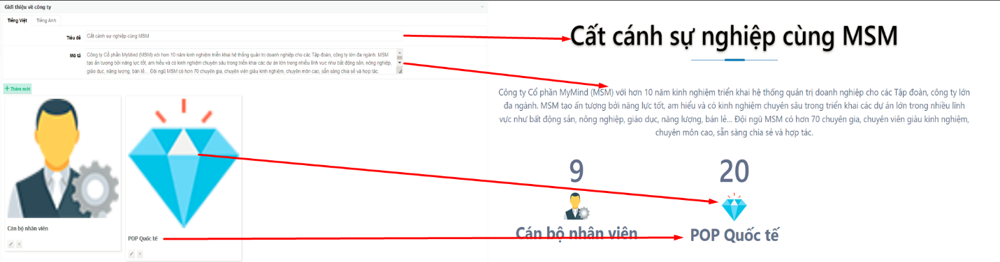 Giới thiệu về công ty
Tiếng Việt Tiếng Anh
Tiêu đề Cất cánh sự nghiệp cùng MSM
Mô tả Công ty Cổ phần MyMind (MSM) với hơn 10 năm kinh nghiệm triển khai hệ thống quản trị doanh nghiệp cho các Tập đoàn, công ty lớn đa ngành. MSM
tạo ấn tượng bởi năng lực tốt, am hiểu và có kinh nghiệm chuyên sâu trong triển khai các dự án lớn trong nhiều lĩnh vực như bất động sản, nông nghiệp,
giáo dục, năng lượng, bán lẻ... Đội ngũ MSM có hơn 70 chuyên gia, chuyên viên giàu kinh nghiệm, chuyên môn cao, sẵn sàng chia sẻ và hợp tác.
+ Thêm mới
Cán bộ nhân viên
POP Quốc tế
Cất cánh sự nghiệp cùng MSM
Công ty Cổ phần MyMind (MSM) với hơn 10 năm kinh nghiệm triển khai hệ thống quản trị doanh nghiệp cho các Tập đoàn, công ty lớn
đa ngành. MSM tạo ấn tượng bởi năng lực tốt, am hiểu và có kinh nghiệm chuyên sâu trong triển khai các dự án lớn trong nhiều lĩnh
vực như bất động sản, nông nghiệp, giáo dục, năng lượng, bán lẻ... Đội ngũ MSM có hơn 70 chuyên gia, chuyên viên giàu kinh nghiệm,
chuyên môn cao, sẵn sàng chia sẻ và hợp tác.
9 20
Cán bộ nhân viên POP Quốc tế